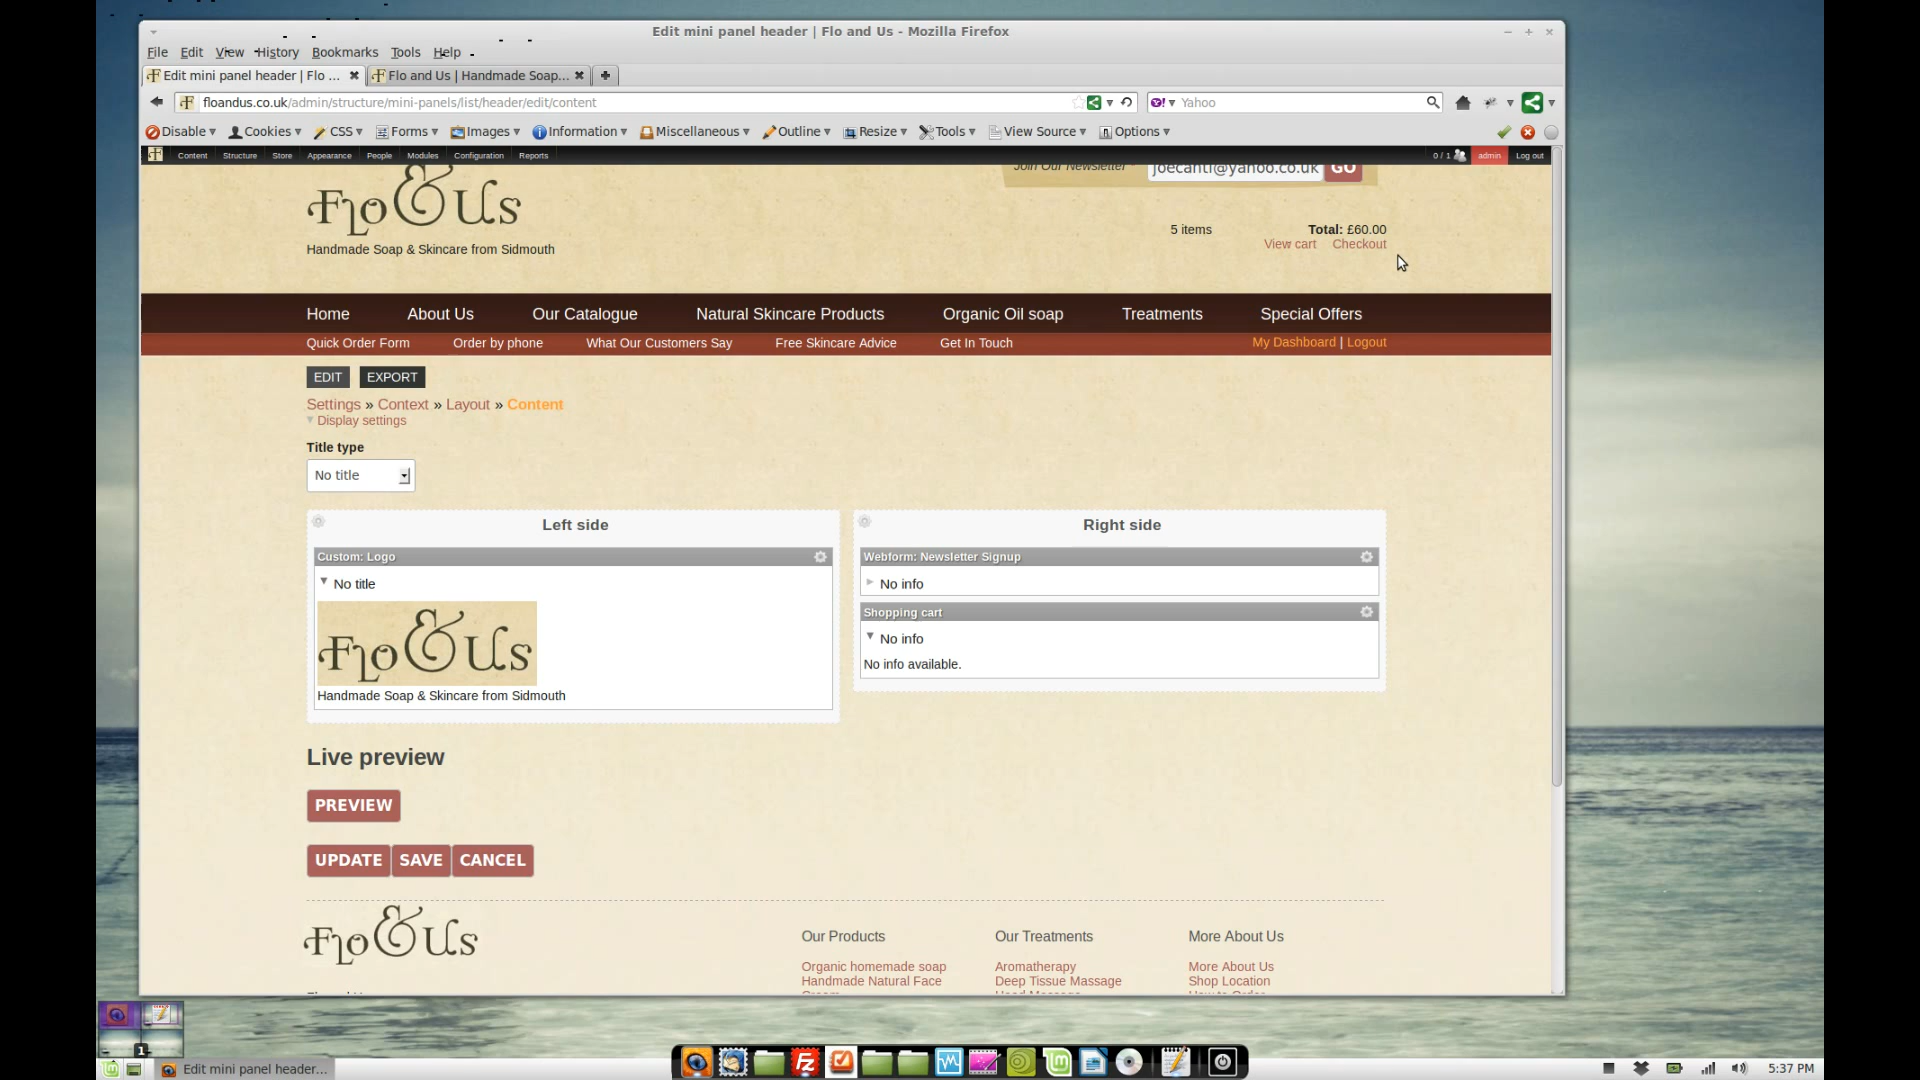 Edit mini panel header | Flo and Us - Mozilla Firefox
File Edit View History Bookmarks Tools Help
Edit mini panel header | Flo ... Flo and Us | Handmade Soap...
floandus.co.uk/admin/structure/mini-panels/list/header/edit/content Yahoo
Disable Cookies CSS Forms Images Information Miscellaneous Outline Resize Tools View Source Options
Content Structure Store Appearance People Modules Configuration Reports 0 / 1 admin Log out
Join Our Newsletter joecanti@yahoo.co.uk GO
Flo & Us
Handmade Soap & Skincare from Sidmouth
5 items Total: £60.00
View cart Checkout
Home About Us Our Catalogue Natural Skincare Products Organic Oil soap Treatments Special Offers
Quick Order Form Order by phone What Our Customers Say Free Skincare Advice Get In Touch My Dashboard | Logout
EDIT EXPORT
Settings » Context » Layout » Content
Display settings
Title type
No title
Left side
Custom: Logo
No title
Flo & Us
Handmade Soap & Skincare from Sidmouth
Right side
Webform: Newsletter Signup
No info
Shopping cart
No info
No info available.
Live preview
PREVIEW
UPDATE SAVE CANCEL
Flo & Us
Our Products Our Treatments More About Us
Organic homemade soap Aromatherapy More About Us
Handmade Natural Face Deep Tissue Massage Shop Location
1
Edit mini panel header... 5:37 PM